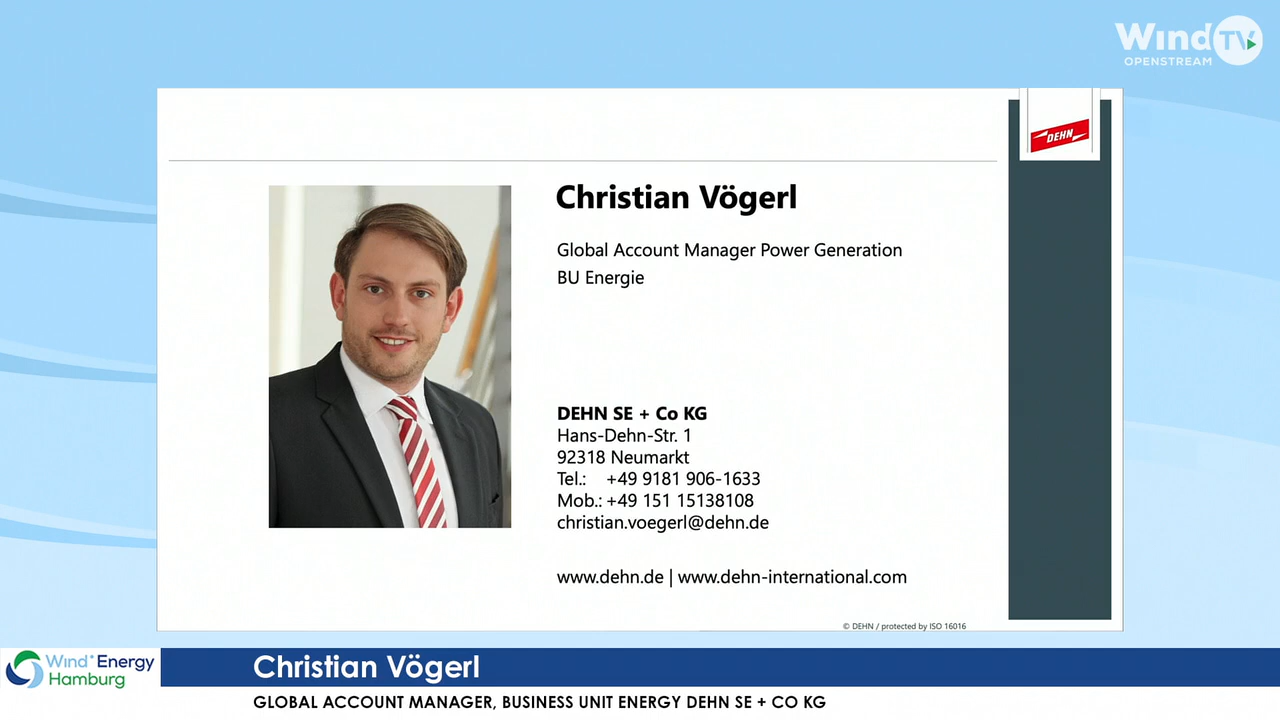 Wind TV
OPENSTREAM
DEHN
Christian Vögerl
Global Account Manager Power Generation
BU Energie
DEHN SE + Co KG
Hans-Dehn-Str. 1
92318 Neumarkt
Tel.: +49 9181 906-1633
Mob.: +49 151 15138108
christian.voegerl@dehn.de
www.dehn.de | www.dehn-international.com
© DEHN / protected by ISO 16016
Wind Energy
Hamburg
Christian Vögerl
GLOBAL ACCOUNT MANAGER, BUSINESS UNIT ENERGY DEHN SE + CO KG